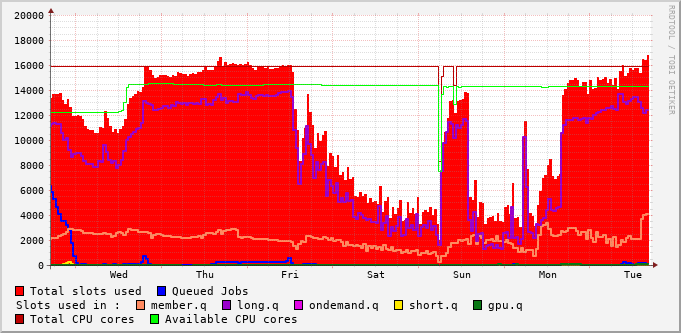 20000
18000
16000
14000
12000
10000
8000
6000
4000
2000
0
Wed Thu Fri Sat Sun Mon Tue
Total slots used Queued Jobs
Slots used in : member.q long.q ondemand.q short.q gpu.q
Total CPU cores Available CPU cores
RRDTOOL / TOBI OETIKER